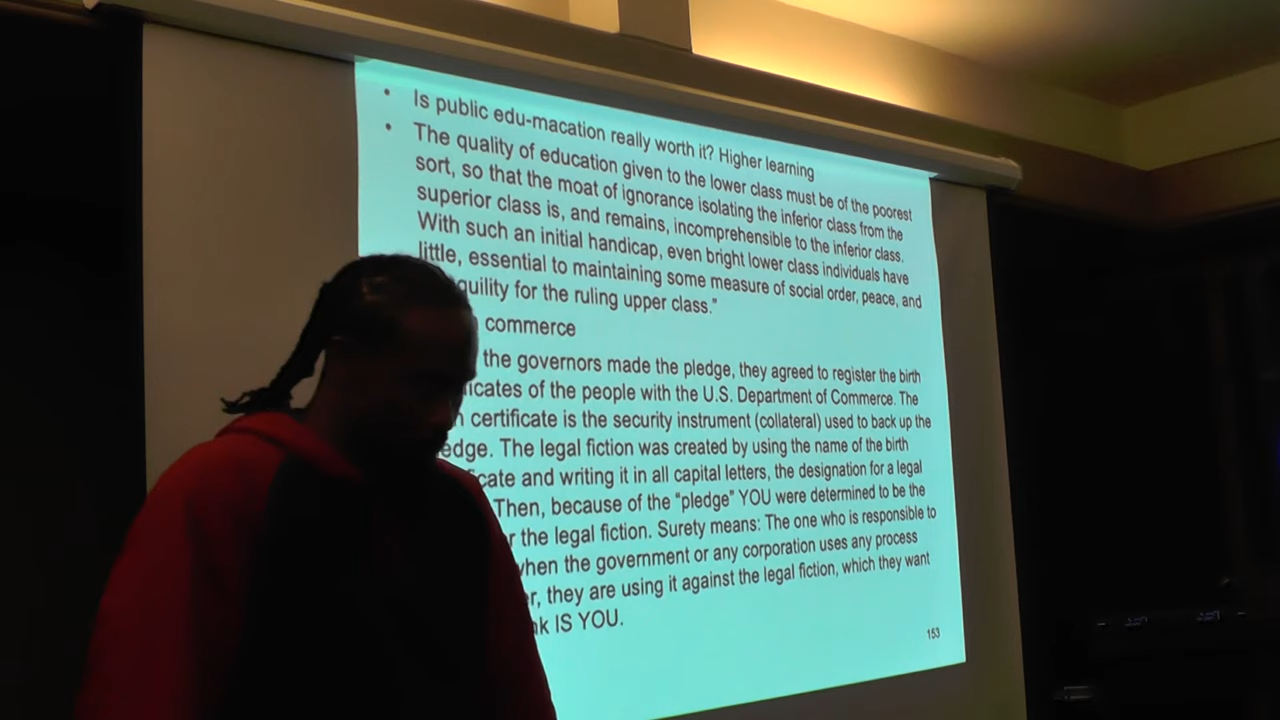 • Is public edu-macation really worth it? Higher learning
• The quality of education given to the lower class must be of the poorest
sort, so that the moat of ignorance isolating the inferior class from the
superior class is, and remains, incomprehensible to the inferior class.
With such an initial handicap, even bright lower class individuals have
little, essential to maintaining some measure of social order, peace, and
quility for the ruling upper class."
commerce
the governors made the pledge, they agreed to register the birth
icates of the people with the U.S. Department of Commerce. The
certificate is the security instrument (collateral) used to back up the
edge. The legal fiction was created by using the name of the birth
cate and writing it in all capital letters, the designation for a legal
Then, because of the "pledge" YOU were determined to be the
r the legal fiction. Surety means: The one who is responsible to
when the government or any corporation uses any process
r, they are using it against the legal fiction, which they want
k IS YOU.
153